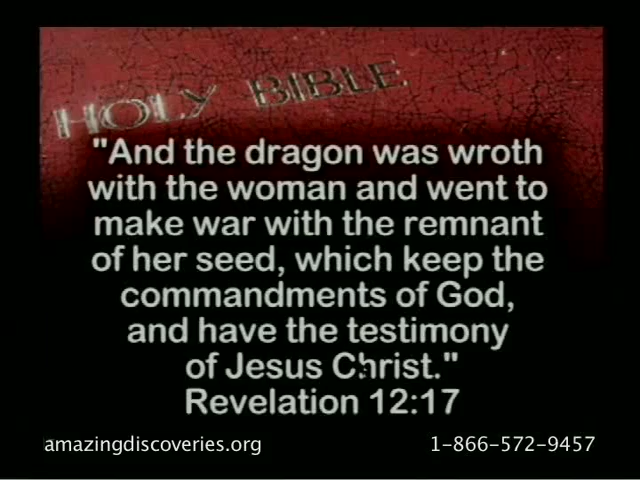 HOLY BIBLE
"And the dragon was wroth
with the woman and went to
make war with the remnant
of her seed, which keep the
commandments of God,
and have the testimony
of Jesus Christ."
Revelation 12:17
amazingdiscoveries.org 1-866-572-9457